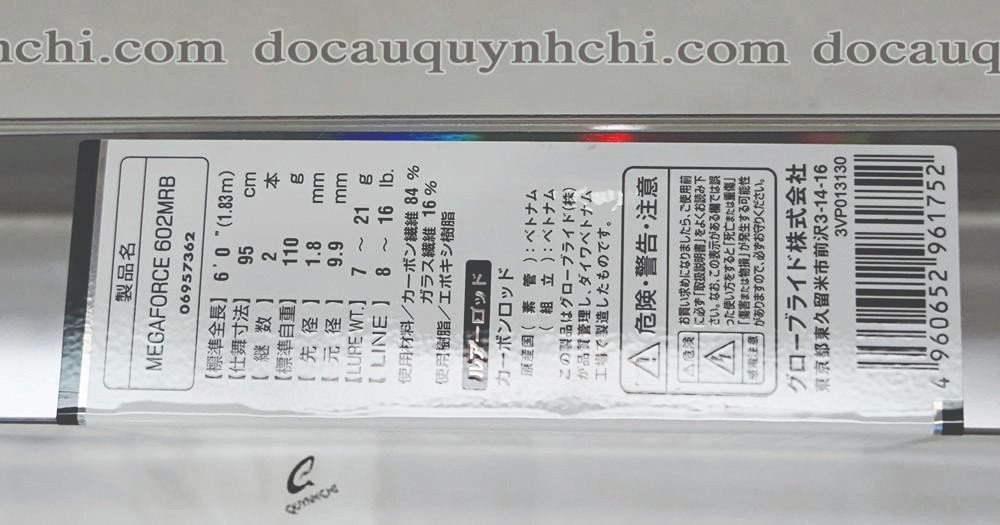 nhchi.com docauquynhchi.com docauq
製品名
MEGAFORCE 602MRB
06957362
【標準全長】 6'0" (1.83m)
【仕舞寸法】 95 cm
【継数】 2 本
【標準自重】 110 g
【先径】 1.8 mm
【元径】 9.9 mm
【LURE WT.】 7 ～ 21 g
【LINE】 8 ～ 16 lb.
使用材料/カーボン繊維 84 %
ガラス繊維 16 %
使用樹脂/エポキシ樹脂
ルアーロッド
カーボンロッド
原産国(素管):ベトナム
(組立):ベトナム
この製品はグローブライド(株)
が品質管理し、ダイワベトナム
工場で製造したものです。
危険・警告・注意
お買い求めになりましたら、ご使用前
に必ず「取扱説明書」をよくお読み下
さい。なお、この表示がある欄では誤
った使い方をすると「死亡または重傷」
「傷害または物損」が発生する可能性
がありますので、必ずお守りください。
⚠危険
感電注意
グローブライド株式会社
東京都東久留米市前沢3-14-16
3VP013130
4 960652 961752
QUYNHCHI